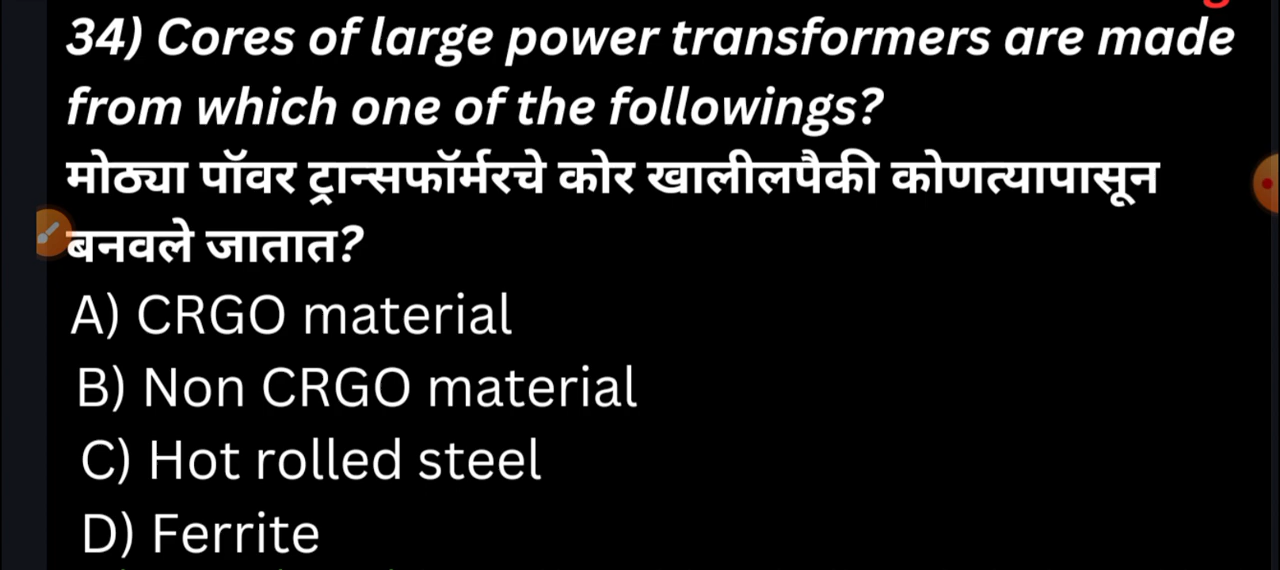 34) Cores of large power transformers are made
from which one of the followings?
मोठ्या पॉवर ट्रान्सफॉर्मरचे कोर खालीलपैकी कोणत्यापासून
बनवले जातात?
A) CRGO material
B) Non CRGO material
C) Hot rolled steel
D) Ferrite